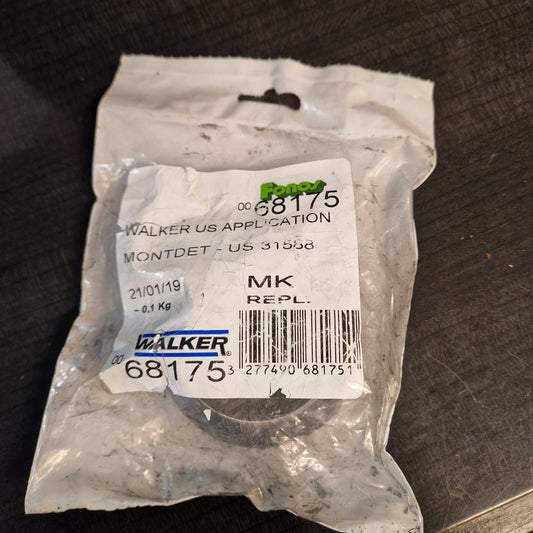 Fonos
00 68175
WALKER US APPLICATION
MONTDET - US 31568
21/01/19
~ 0.1 Kg
MK
REPL.
WALKER®
00 68175
3 277490 681751